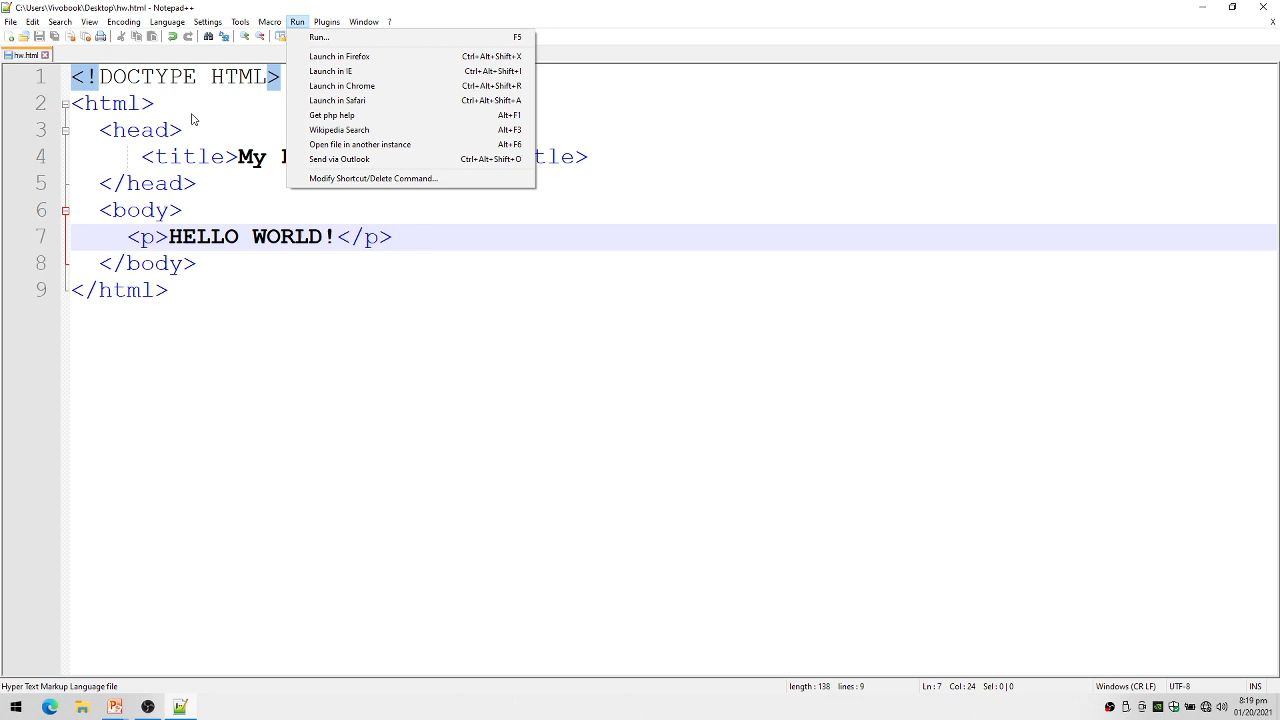 C:\Users\Vivobook\Desktop\hw.html - Notepad++
File Edit Search View Encoding Language Settings Tools Macro Run Plugins Window ?
hw.html
Run... F5
Launch in Firefox Ctrl+Alt+Shift+X
Launch in IE Ctrl+Alt+Shift+I
Launch in Chrome Ctrl+Alt+Shift+R
Launch in Safari Ctrl+Alt+Shift+A
Get php help Alt+F1
Wikipedia Search Alt+F3
Open file in another instance Alt+F6
Send via Outlook Ctrl+Alt+Shift+O
Modify Shortcut/Delete Command...
1 <!DOCTYPE HTML>
2 <html>
3 <head>
4 <title>My tle>
5 </head>
6 <body>
7 <p>HELLO WORLD!</p>
8 </body>
9 </html>
Hyper Text Markup Language file length : 138 lines : 9 Ln : 7 Col : 24 Sel : 0 | 0 Windows (CR LF) UTF-8 INS
8:19 pm
01/20/2021